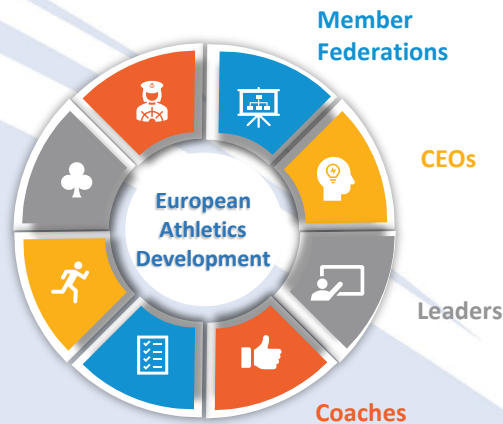 Member
Federations
CEOs
European
Athletics
Development
Leaders
Coaches